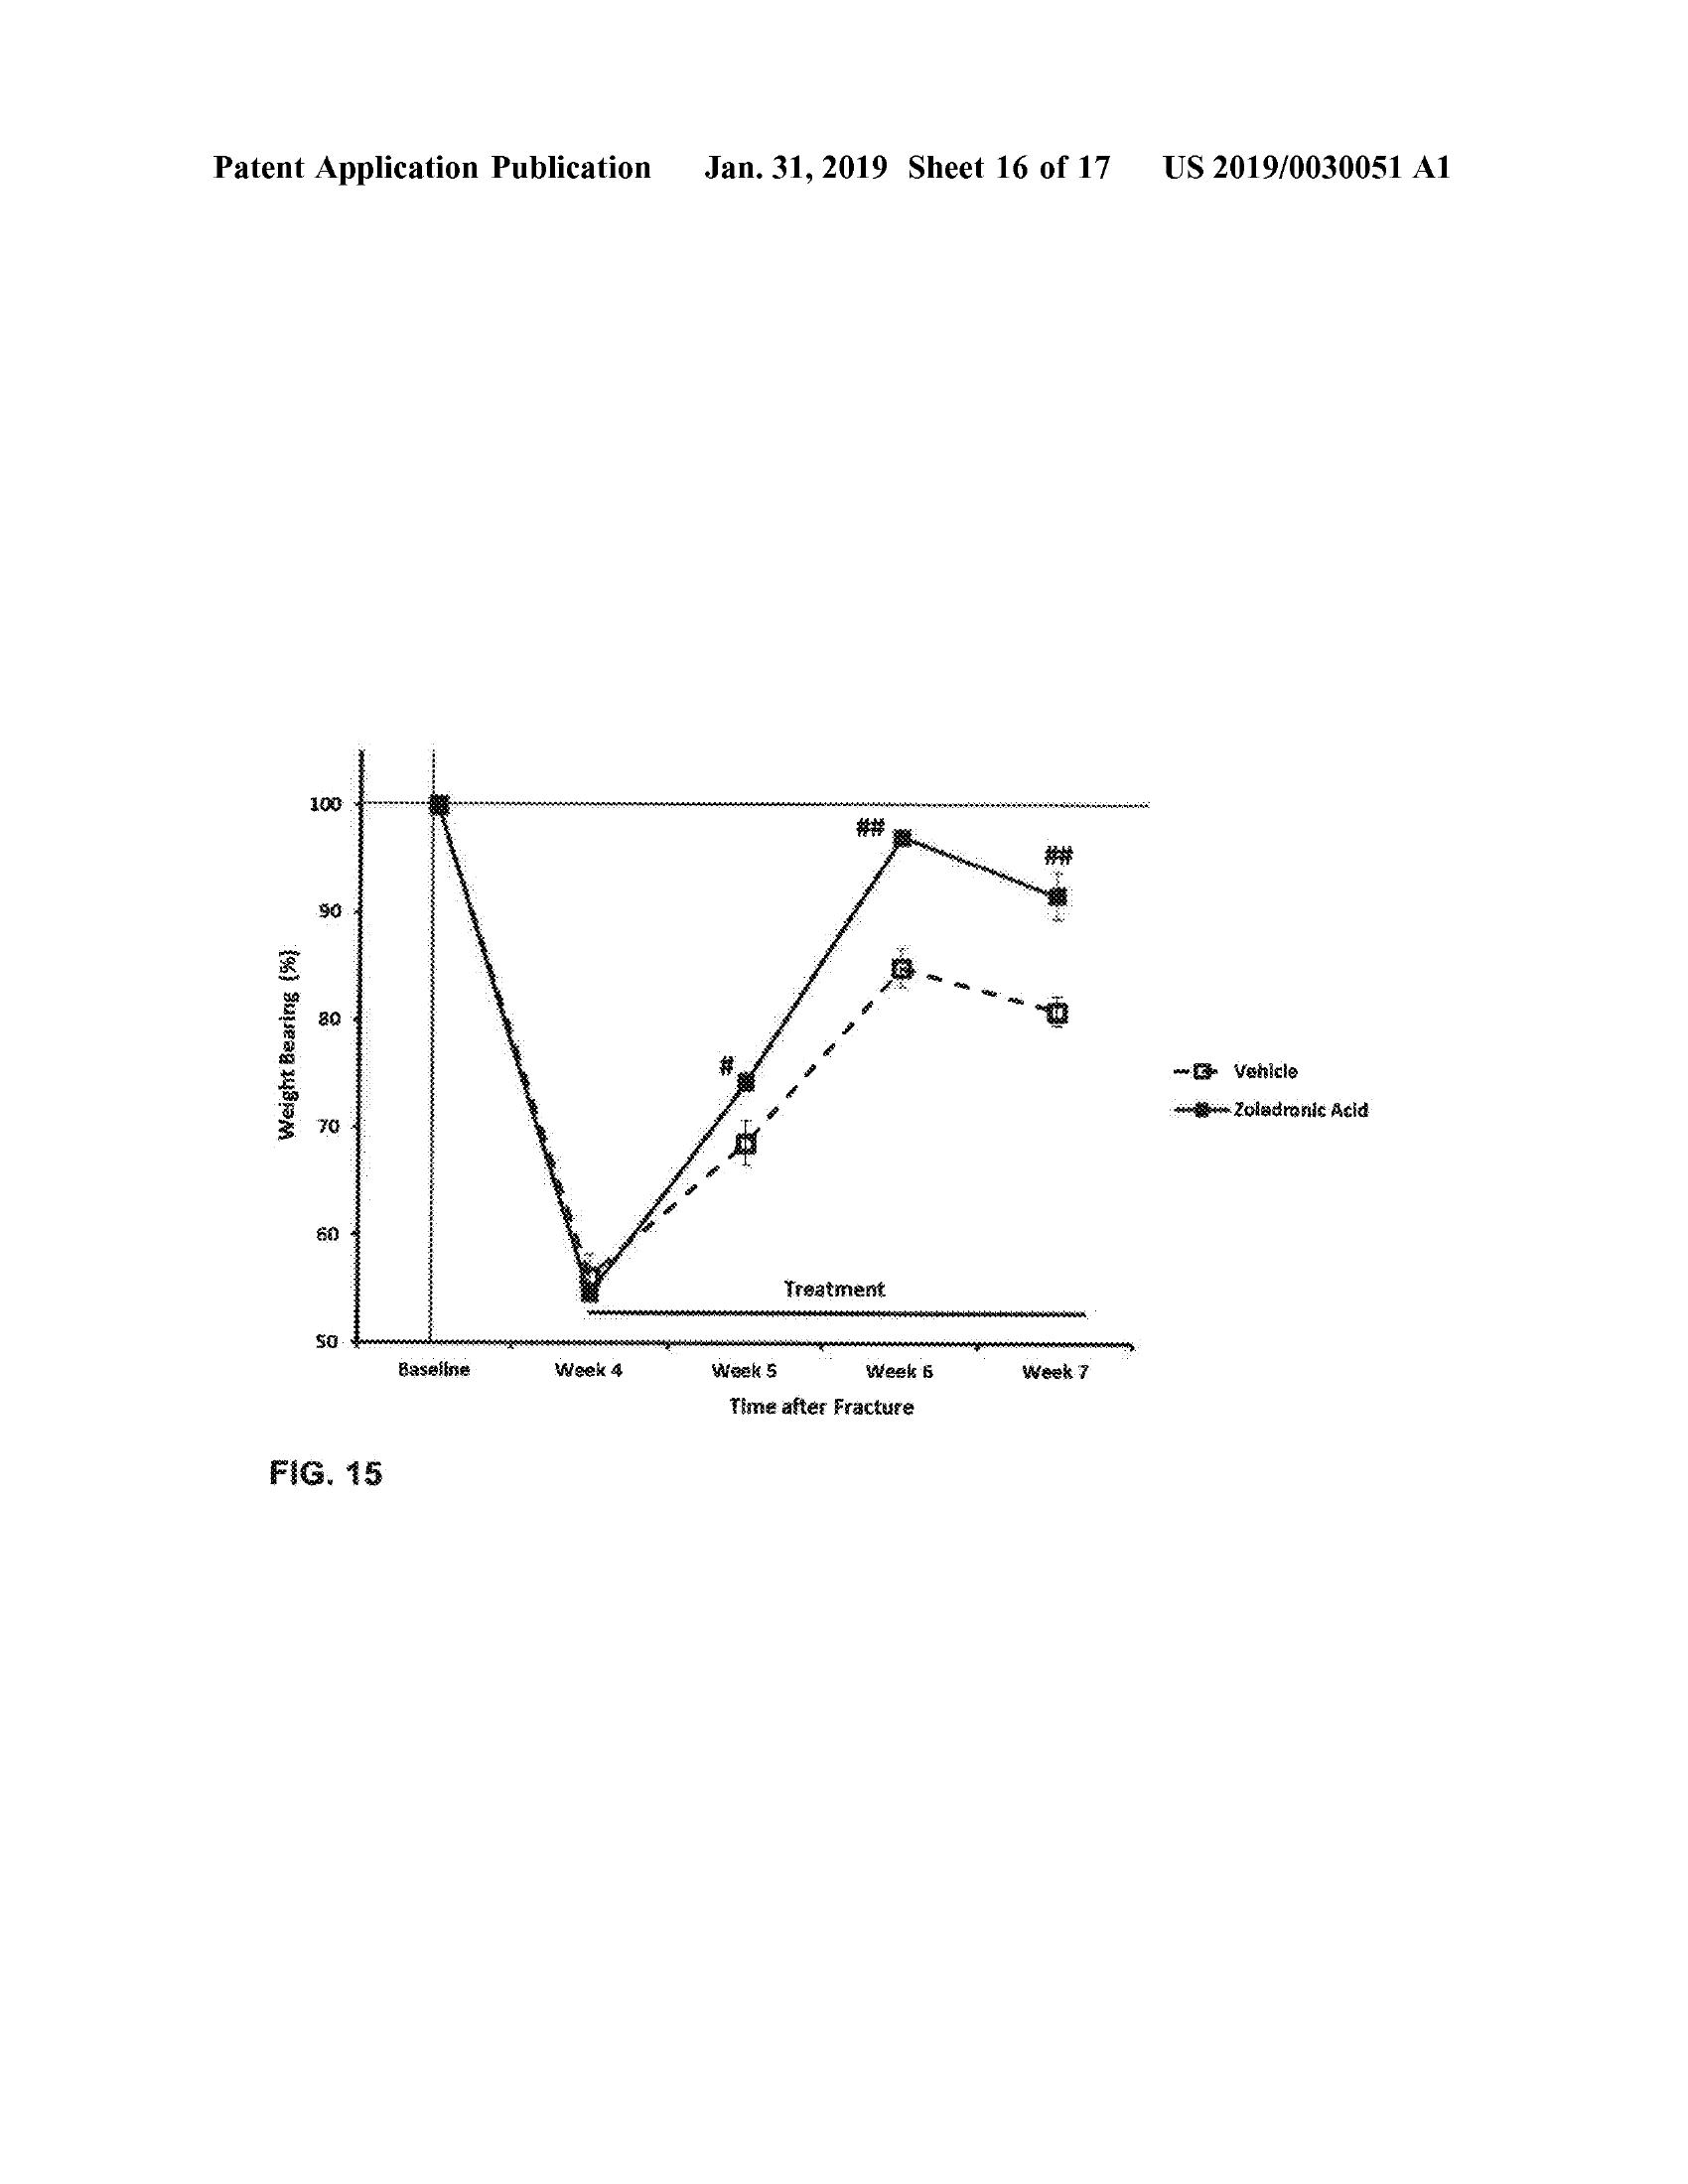 Patent Application Publication Jan. 31, 2019 Sheet 16 of 17 US 2019/0030051 A1
100
90
80
70
60
50
Weight Bearing (%)
##
##
#
Treatment
Vehicle
Zoledronic Acid
Baseline Week 4 Week 5 Week 6 Week 7
Time after Fracture
FIG. 15